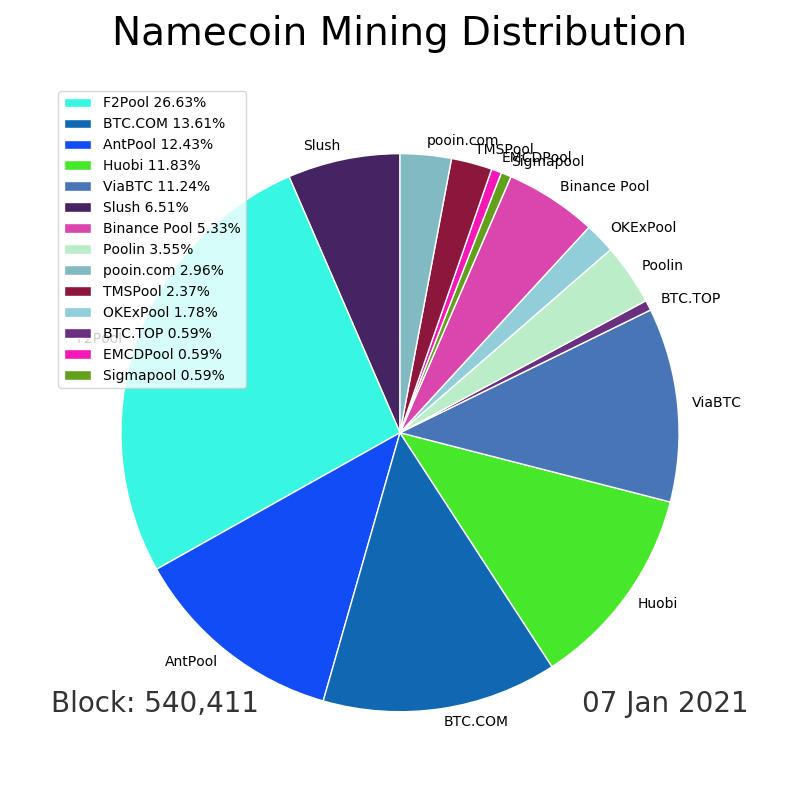 Namecoin Mining Distribution
F2Pool 26.63%
BTC.COM 13.61%
AntPool 12.43%
Huobi 11.83%
ViaBTC 11.24%
Slush 6.51%
Binance Pool 5.33%
Poolin 3.55%
pooin.com 2.96%
TMSPool 2.37%
OKExPool 1.78%
BTC.TOP 0.59%
EMCDPool 0.59%
Sigmapool 0.59%
Slush
pooin.com
TMSPool
EMCDPool
Sigmapool
Binance Pool
OKExPool
Poolin
BTC.TOP
F2Pool
ViaBTC
Huobi
AntPool
BTC.COM
Block: 540,411
07 Jan 2021